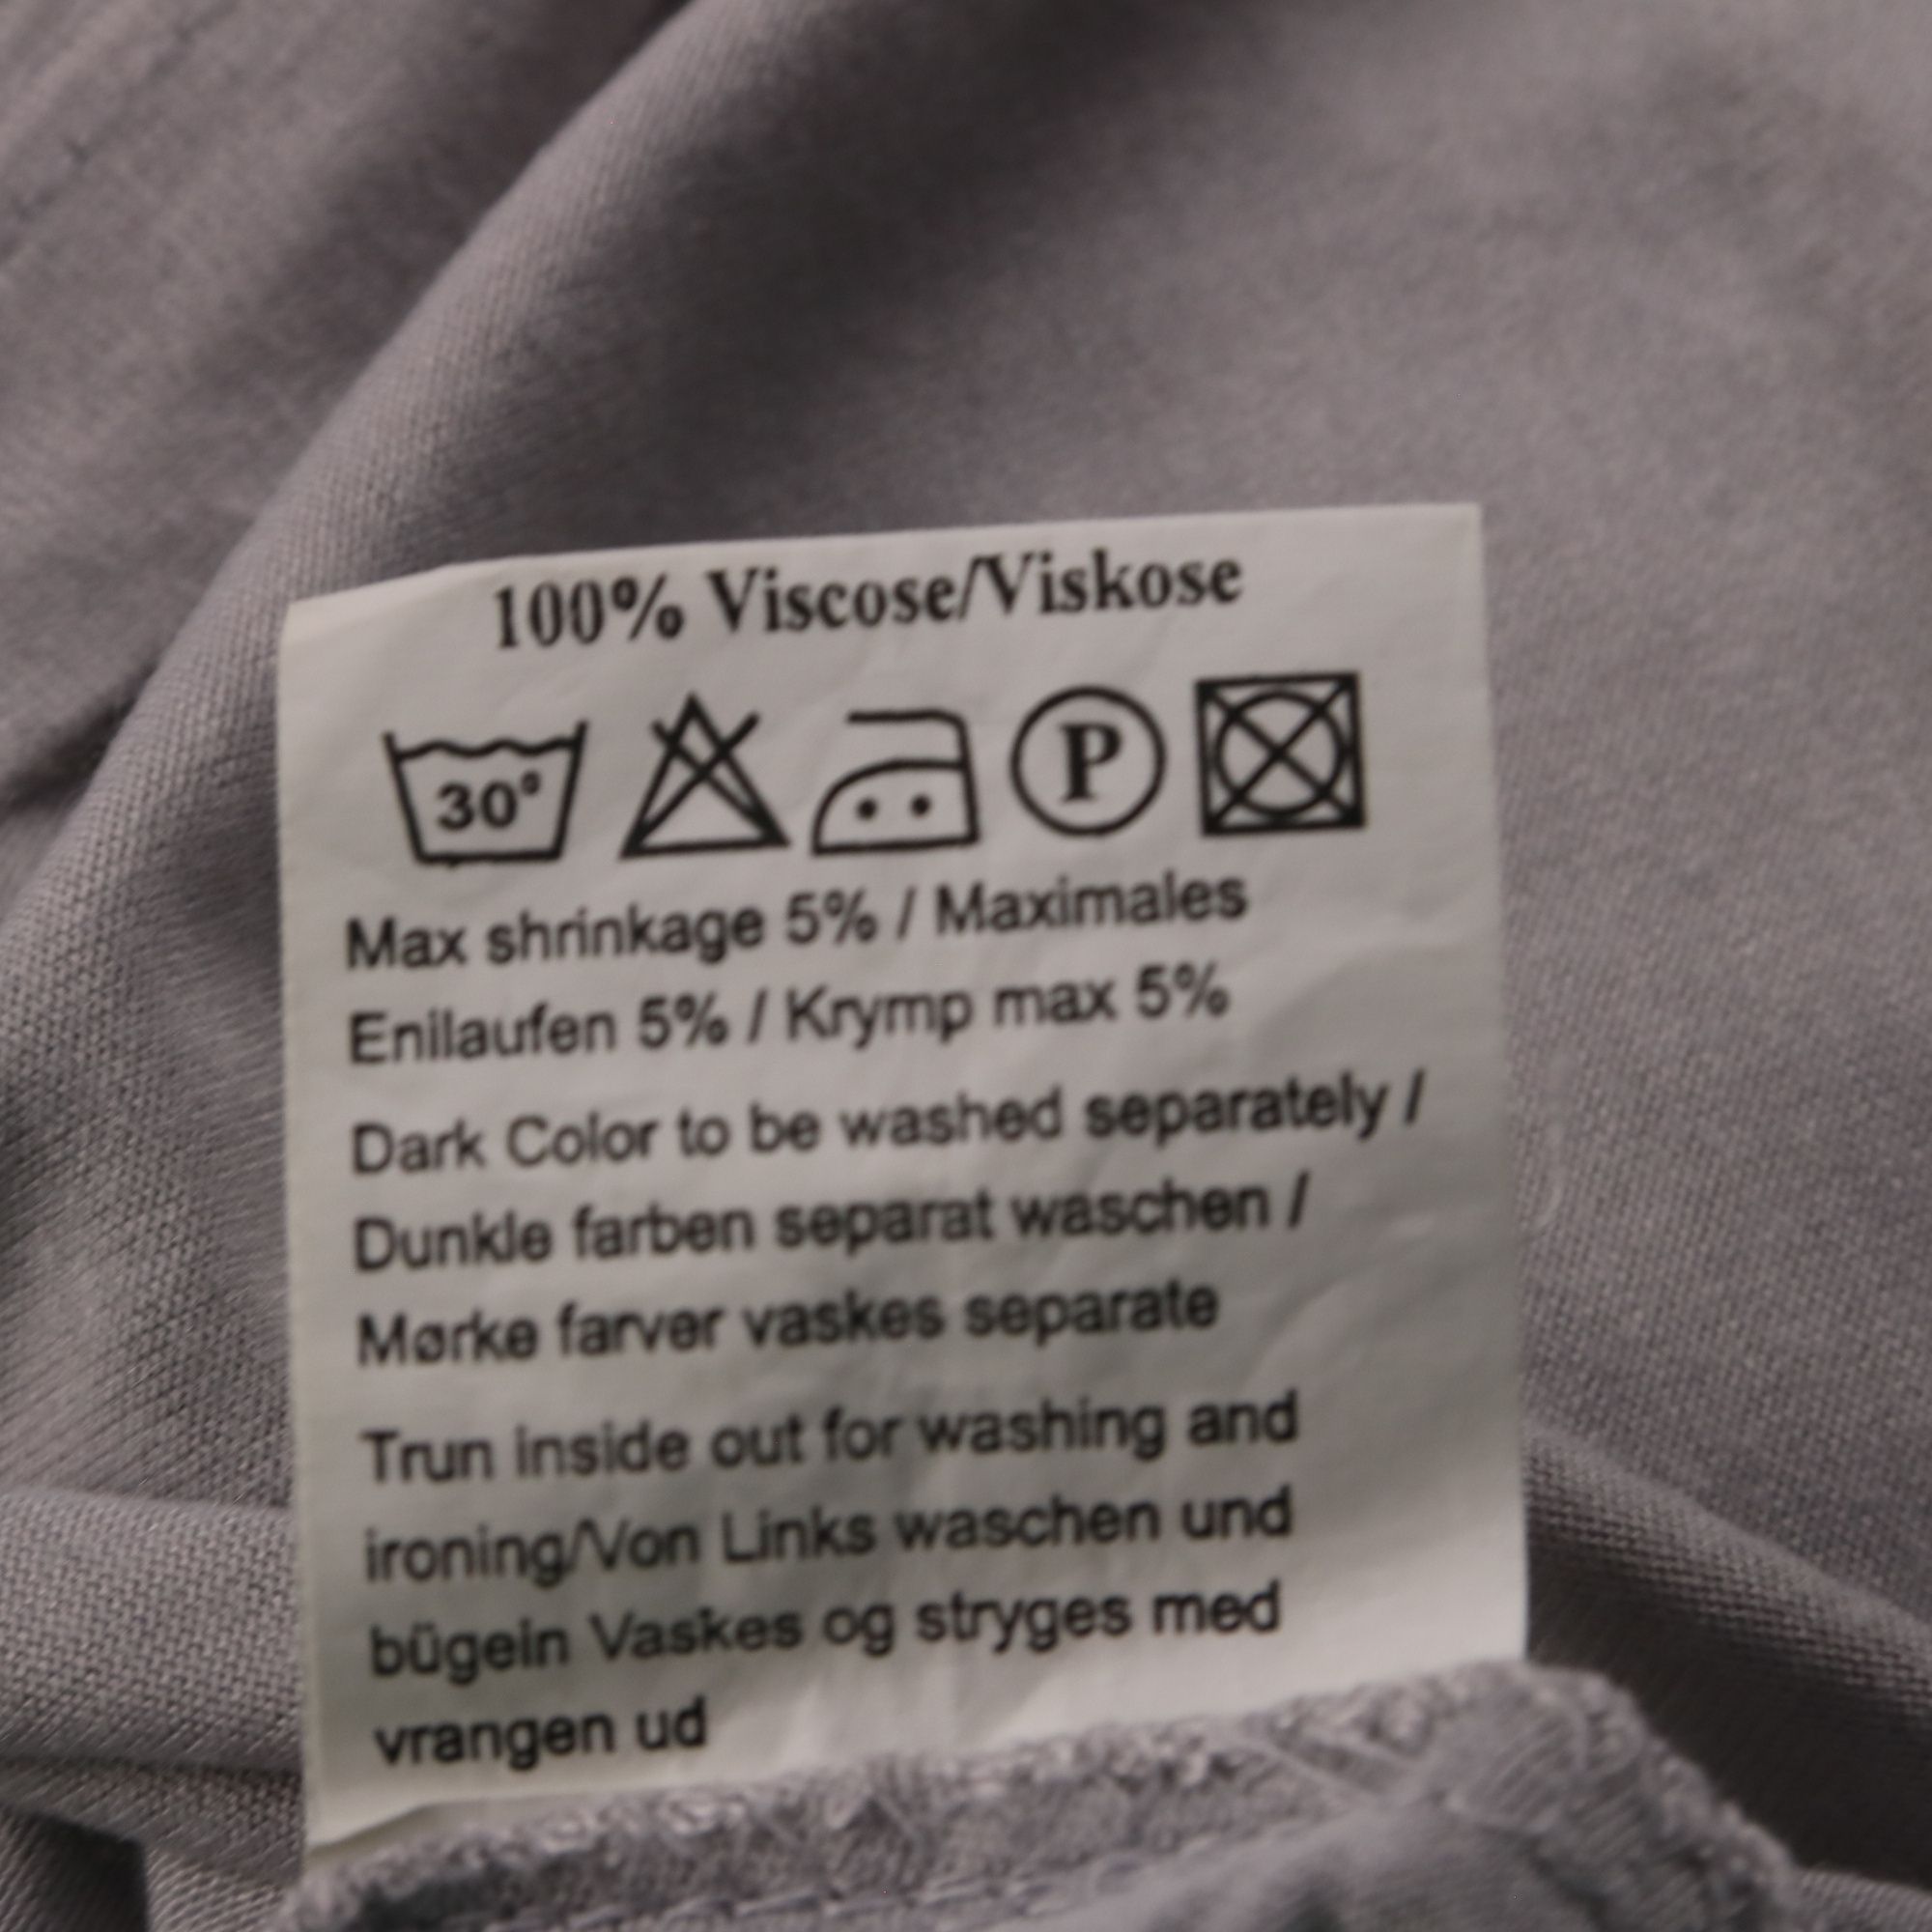 100% Viscose/Viskose
30°
P
Max shrinkage 5% / Maximales
Enilaufen 5% / Krymp max 5%
Dark Color to be washed separately /
Dunkle farben separat waschen /
Mørke farver vaskes separate
Trun inside out for washing and
ironing/Von Links waschen und
bügein Vaskes og stryges med
vrangen ud